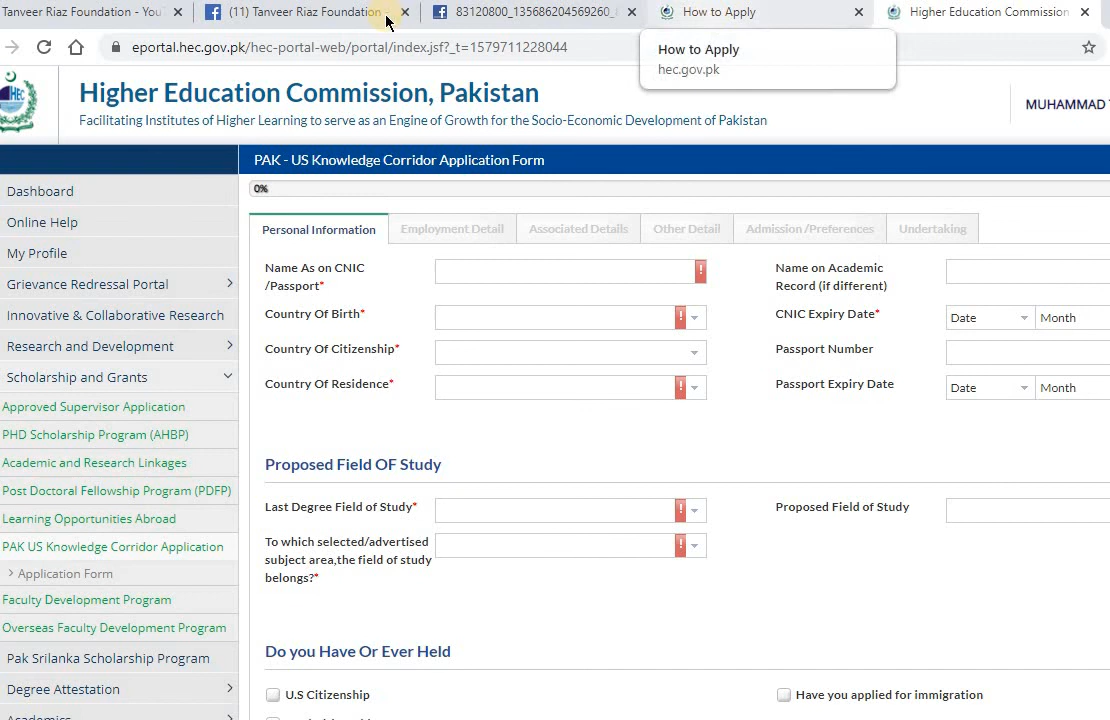 Tanveer Riaz Foundation - You
(11) Tanveer Riaz Foundation -
83120800_135686204569260_
How to Apply
Higher Education Commission
eportal.hec.gov.pk/hec-portal-web/portal/index.jsf?_t=1579711228044
How to Apply
hec.gov.pk
HEC
Higher Education Commission, Pakistan
Facilitating Institutes of Higher Learning to serve as an Engine of Growth for the Socio-Economic Development of Pakistan
MUHAMMAD
PAK - US Knowledge Corridor Application Form
0%
Dashboard
Online Help
My Profile
Grievance Redressal Portal
Innovative & Collaborative Research
Research and Development
Scholarship and Grants
Approved Supervisor Application
PHD Scholarship Program (AHBP)
Academic and Research Linkages
Post Doctoral Fellowship Program (PDFP)
Learning Opportunities Abroad
PAK US Knowledge Corridor Application
Application Form
Faculty Development Program
Overseas Faculty Development Program
Pak Srilanka Scholarship Program
Degree Attestation
Academics
Personal Information
Employment Detail
Associated Details
Other Detail
Admission /Preferences
Undertaking
Name As on CNIC
/Passport*
Name on Academic
Record (if different)
Country Of Birth*
CNIC Expiry Date*
Date
Month
Country Of Citizenship*
Passport Number
Country Of Residence*
Passport Expiry Date
Date
Month
Proposed Field OF Study
Last Degree Field of Study*
Proposed Field of Study
To which selected/advertised
subject area,the field of study
belongs?*
Do you Have Or Ever Held
U.S Citizenship
Have you applied for immigration